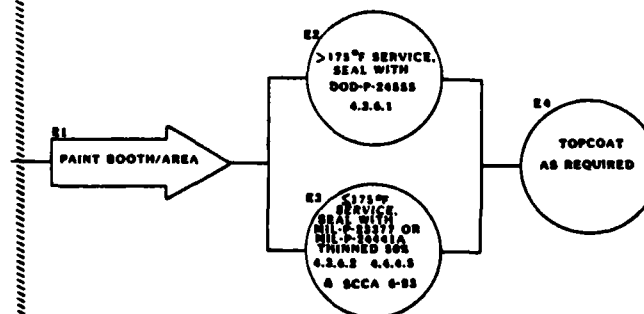 E1
PAINT BOOTH/AREA
E2
>175°F SERVICE,
SEAL WITH
DOD-P-24555
4.3.6.1
E3
≤175°F
SERVICE,
SEAL WITH
MIL-P-23377 OR
MIL-P-24441A
THINNED 50%
4.3.6.2 4.4.4.5
& SCCA 6-93
E4
TOPCOAT
AS REQUIRED